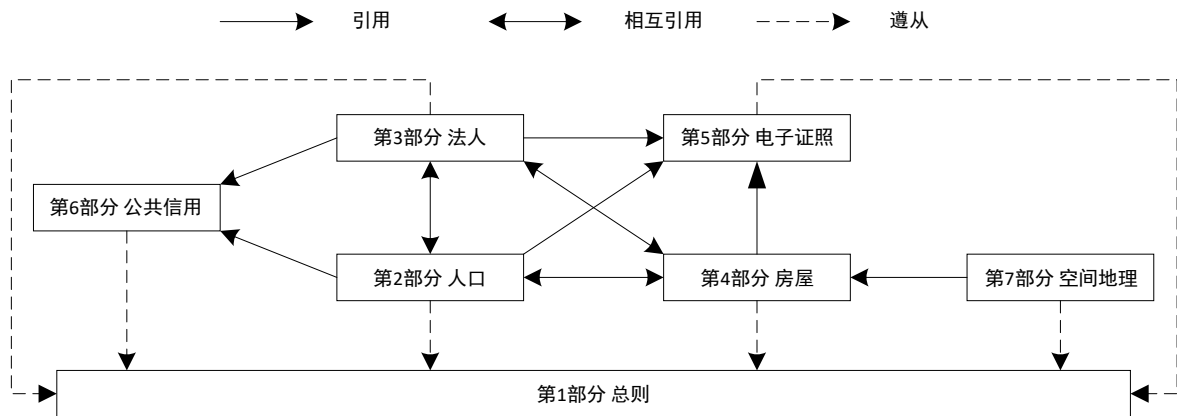 引用 相互引用 遵从
第3部分 法人 第5部分 电子证照
第6部分 公共信用
第2部分 人口 第4部分 房屋 第7部分 空间地理
第1部分 总则